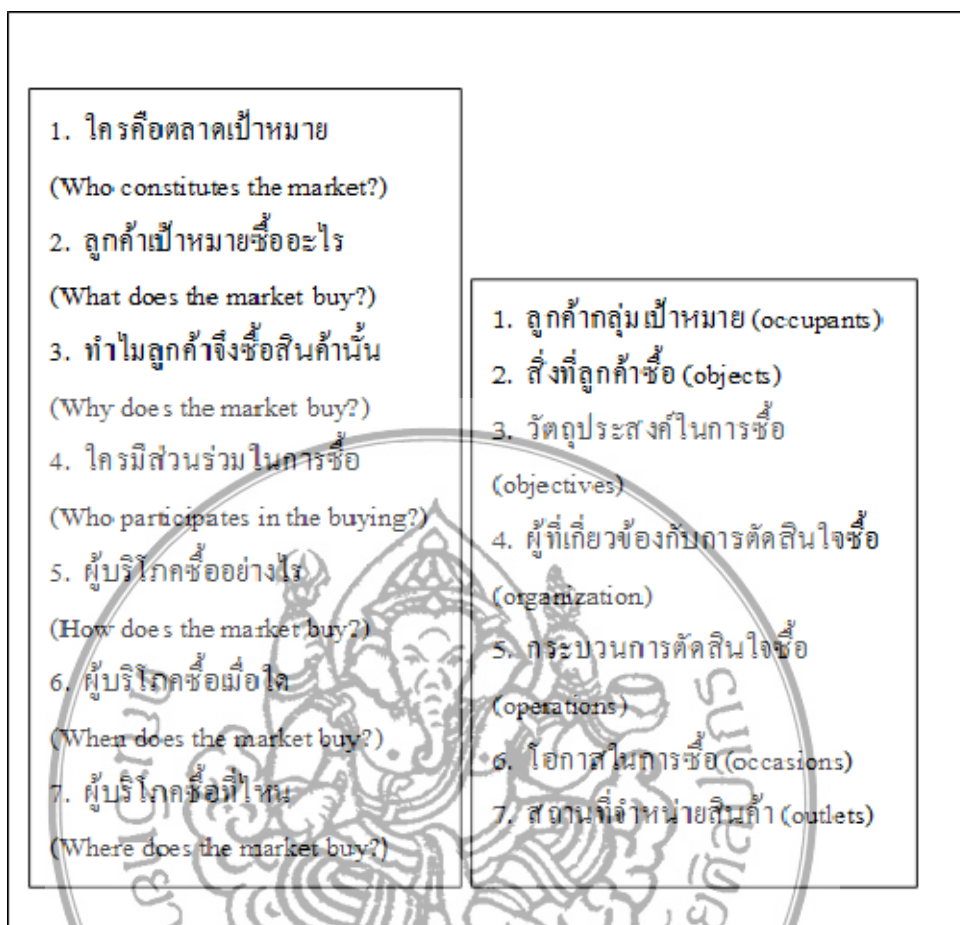 1. ใครคือตลาดเป้าหมาย
(Who constitutes the market?)
2. ลูกค้าเป้าหมายซื้ออะไร
(What does the market buy?)
3. ทำไมลูกค้าจึงซื้อสินค้านั้น
(Why does the market buy?)
4. ใครมีส่วนร่วมในการซื้อ
(Who participates in the buying?)
5. ผู้บริโภคซื้ออย่างไร
(How does the market buy?)
6. ผู้บริโภคซื้อเมื่อใด
(When does the market buy?)
7. ผู้บริโภคซื้อที่ไหน
(Where does the market buy?)
1. ลูกค้ากลุ่มเป้าหมาย (occupants)
2. สิ่งที่ลูกค้าซื้อ (objects)
3. วัตถุประสงค์ในการซื้อ
(objectives)
4. ผู้ที่เกี่ยวข้องกับการตัดสินใจซื้อ
(organization)
5. กระบวนการตัดสินใจซื้อ
(operations)
6. โอกาสในการซื้อ (occasions)
7. สถานที่จำหน่ายสินค้า (outlets)